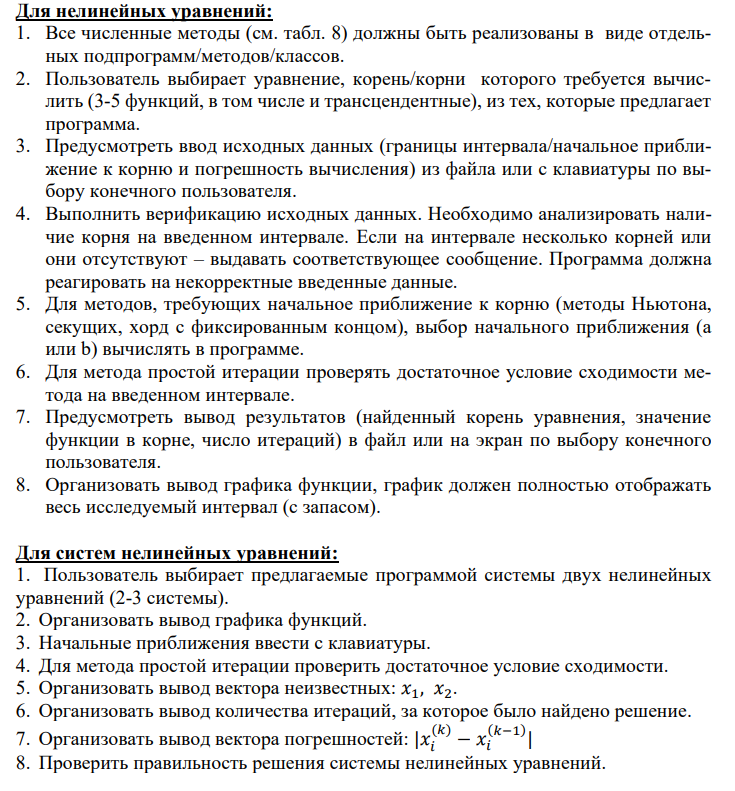 Для нелинейных уравнений:
1. Все численные методы (см. табл. 8) должны быть реализованы в виде отдель-
ных подпрограмм/методов/классов.
2. Пользователь выбирает уравнение, корень/корни которого требуется вычис-
лить (3-5 функций, в том числе и трансцендентные), из тех, которые предлагает
программа.
3. Предусмотреть ввод исходных данных (границы интервала/начальное прибли-
жение к корню и погрешность вычисления) из файла или с клавиатуры по вы-
бору конечного пользователя.
4. Выполнить верификацию исходных данных. Необходимо анализировать нали-
чие корня на введенном интервале. Если на интервале несколько корней или
они отсутствуют – выдавать соответствующее сообщение. Программа должна
реагировать на некорректные введенные данные.
5. Для методов, требующих начальное приближение к корню (методы Ньютона,
секущих, хорд с фиксированным концом), выбор начального приближения (а
или b) вычислять в программе.
6. Для метода простой итерации проверять достаточное условие сходимости ме-
тода на введенном интервале.
7. Предусмотреть вывод результатов (найденный корень уравнения, значение
функции в корне, число итераций) в файл или на экран по выбору конечного
пользователя.
8. Организовать вывод графика функции, график должен полностью отображать
весь исследуемый интервал (с запасом).
Для систем нелинейных уравнений:
1. Пользователь выбирает предлагаемые программой системы двух нелинейных
уравнений (2-3 системы).
2. Организовать вывод графика функций.
3. Начальные приближения ввести с клавиатуры.
4. Для метода простой итерации проверить достаточное условие сходимости.
5. Организовать вывод вектора неизвестных: x₁, x₂.
6. Организовать вывод количества итераций, за которое было найдено решение.
7. Организовать вывод вектора погрешностей: |xᵢ⁽ᵏ⁾ − xᵢ⁽ᵏ⁻¹⁾|
8. Проверить правильность решения системы нелинейных уравнений.